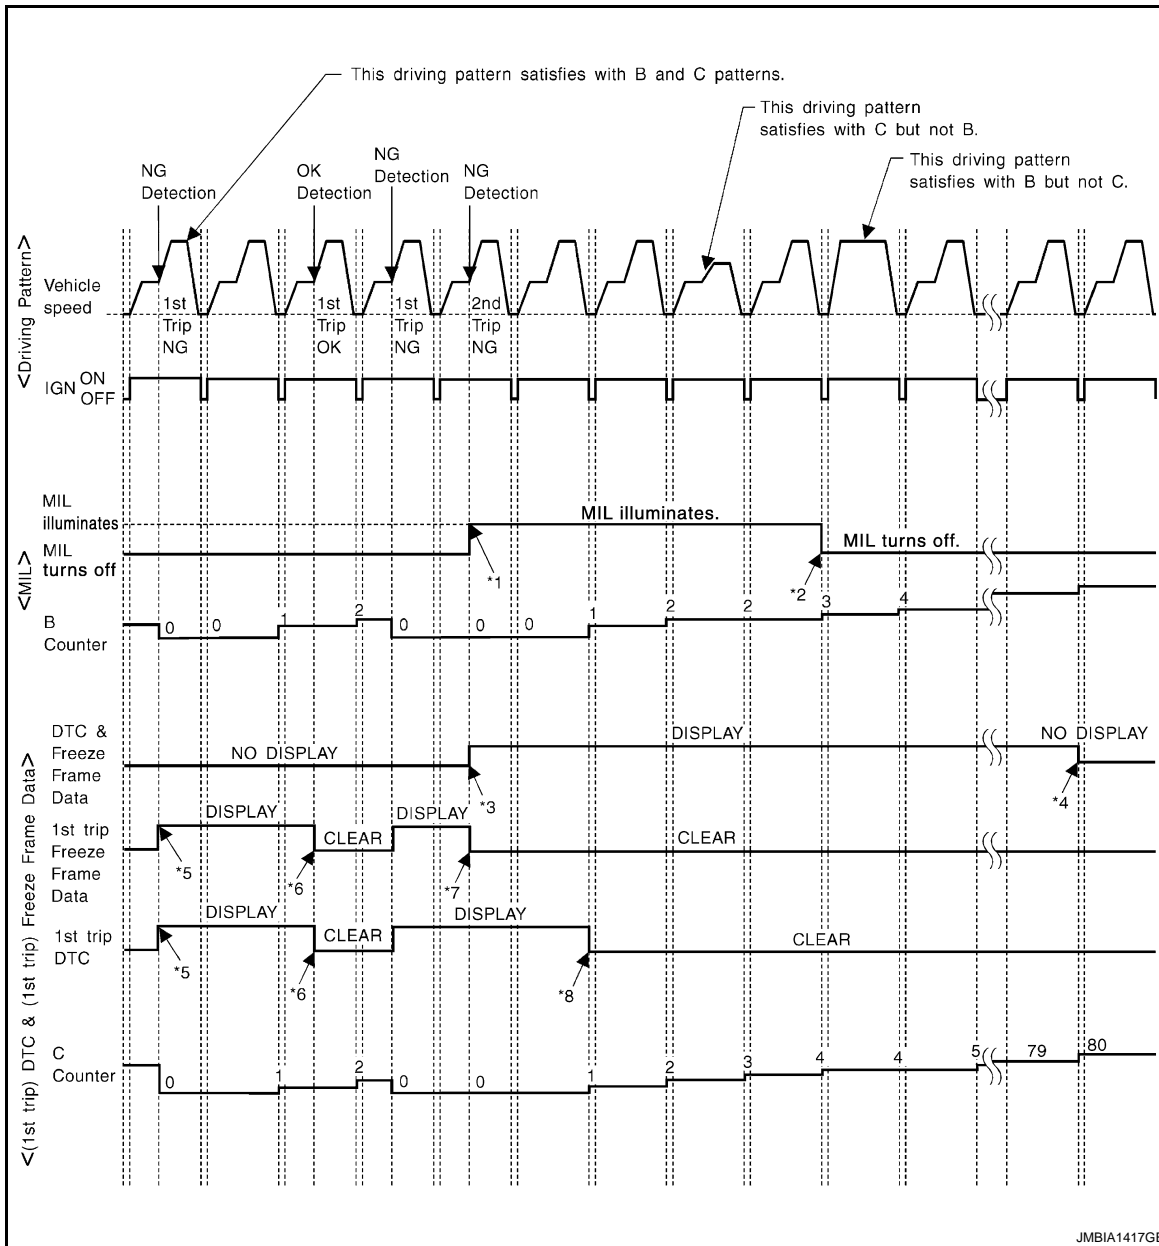 This driving pattern satisfies with B and C patterns.
This driving pattern
satisfies with C but not B.
This driving pattern
satisfies with B but not C.
NG
Detection
OK
Detection
NG
Detection
NG
Detection
<Driving Pattern>
Vehicle
speed
1st
Trip
NG
1st
Trip
OK
1st
Trip
NG
2nd
Trip
NG
IGN ON
OFF
<MIL>
MIL
illuminates
MIL
turns off
MIL illuminates.
MIL turns off.
*1
*2
B
Counter
0 0 1 2 0 0 0 1 2 2 3 4
<(1st trip) DTC & (1st trip) Freeze Frame Data>
DTC &
Freeze
Frame
Data
NO DISPLAY
DISPLAY
NO DISPLAY
*3
*4
1st trip
Freeze
Frame
Data
DISPLAY
CLEAR
DISPLAY
CLEAR
*5
*6
*7
1st trip
DTC
DISPLAY
CLEAR
DISPLAY
CLEAR
*5
*6
*8
C
Counter
0 1 2 0 0 1 2 3 4 4 5 79 80
JMBIA1417GB